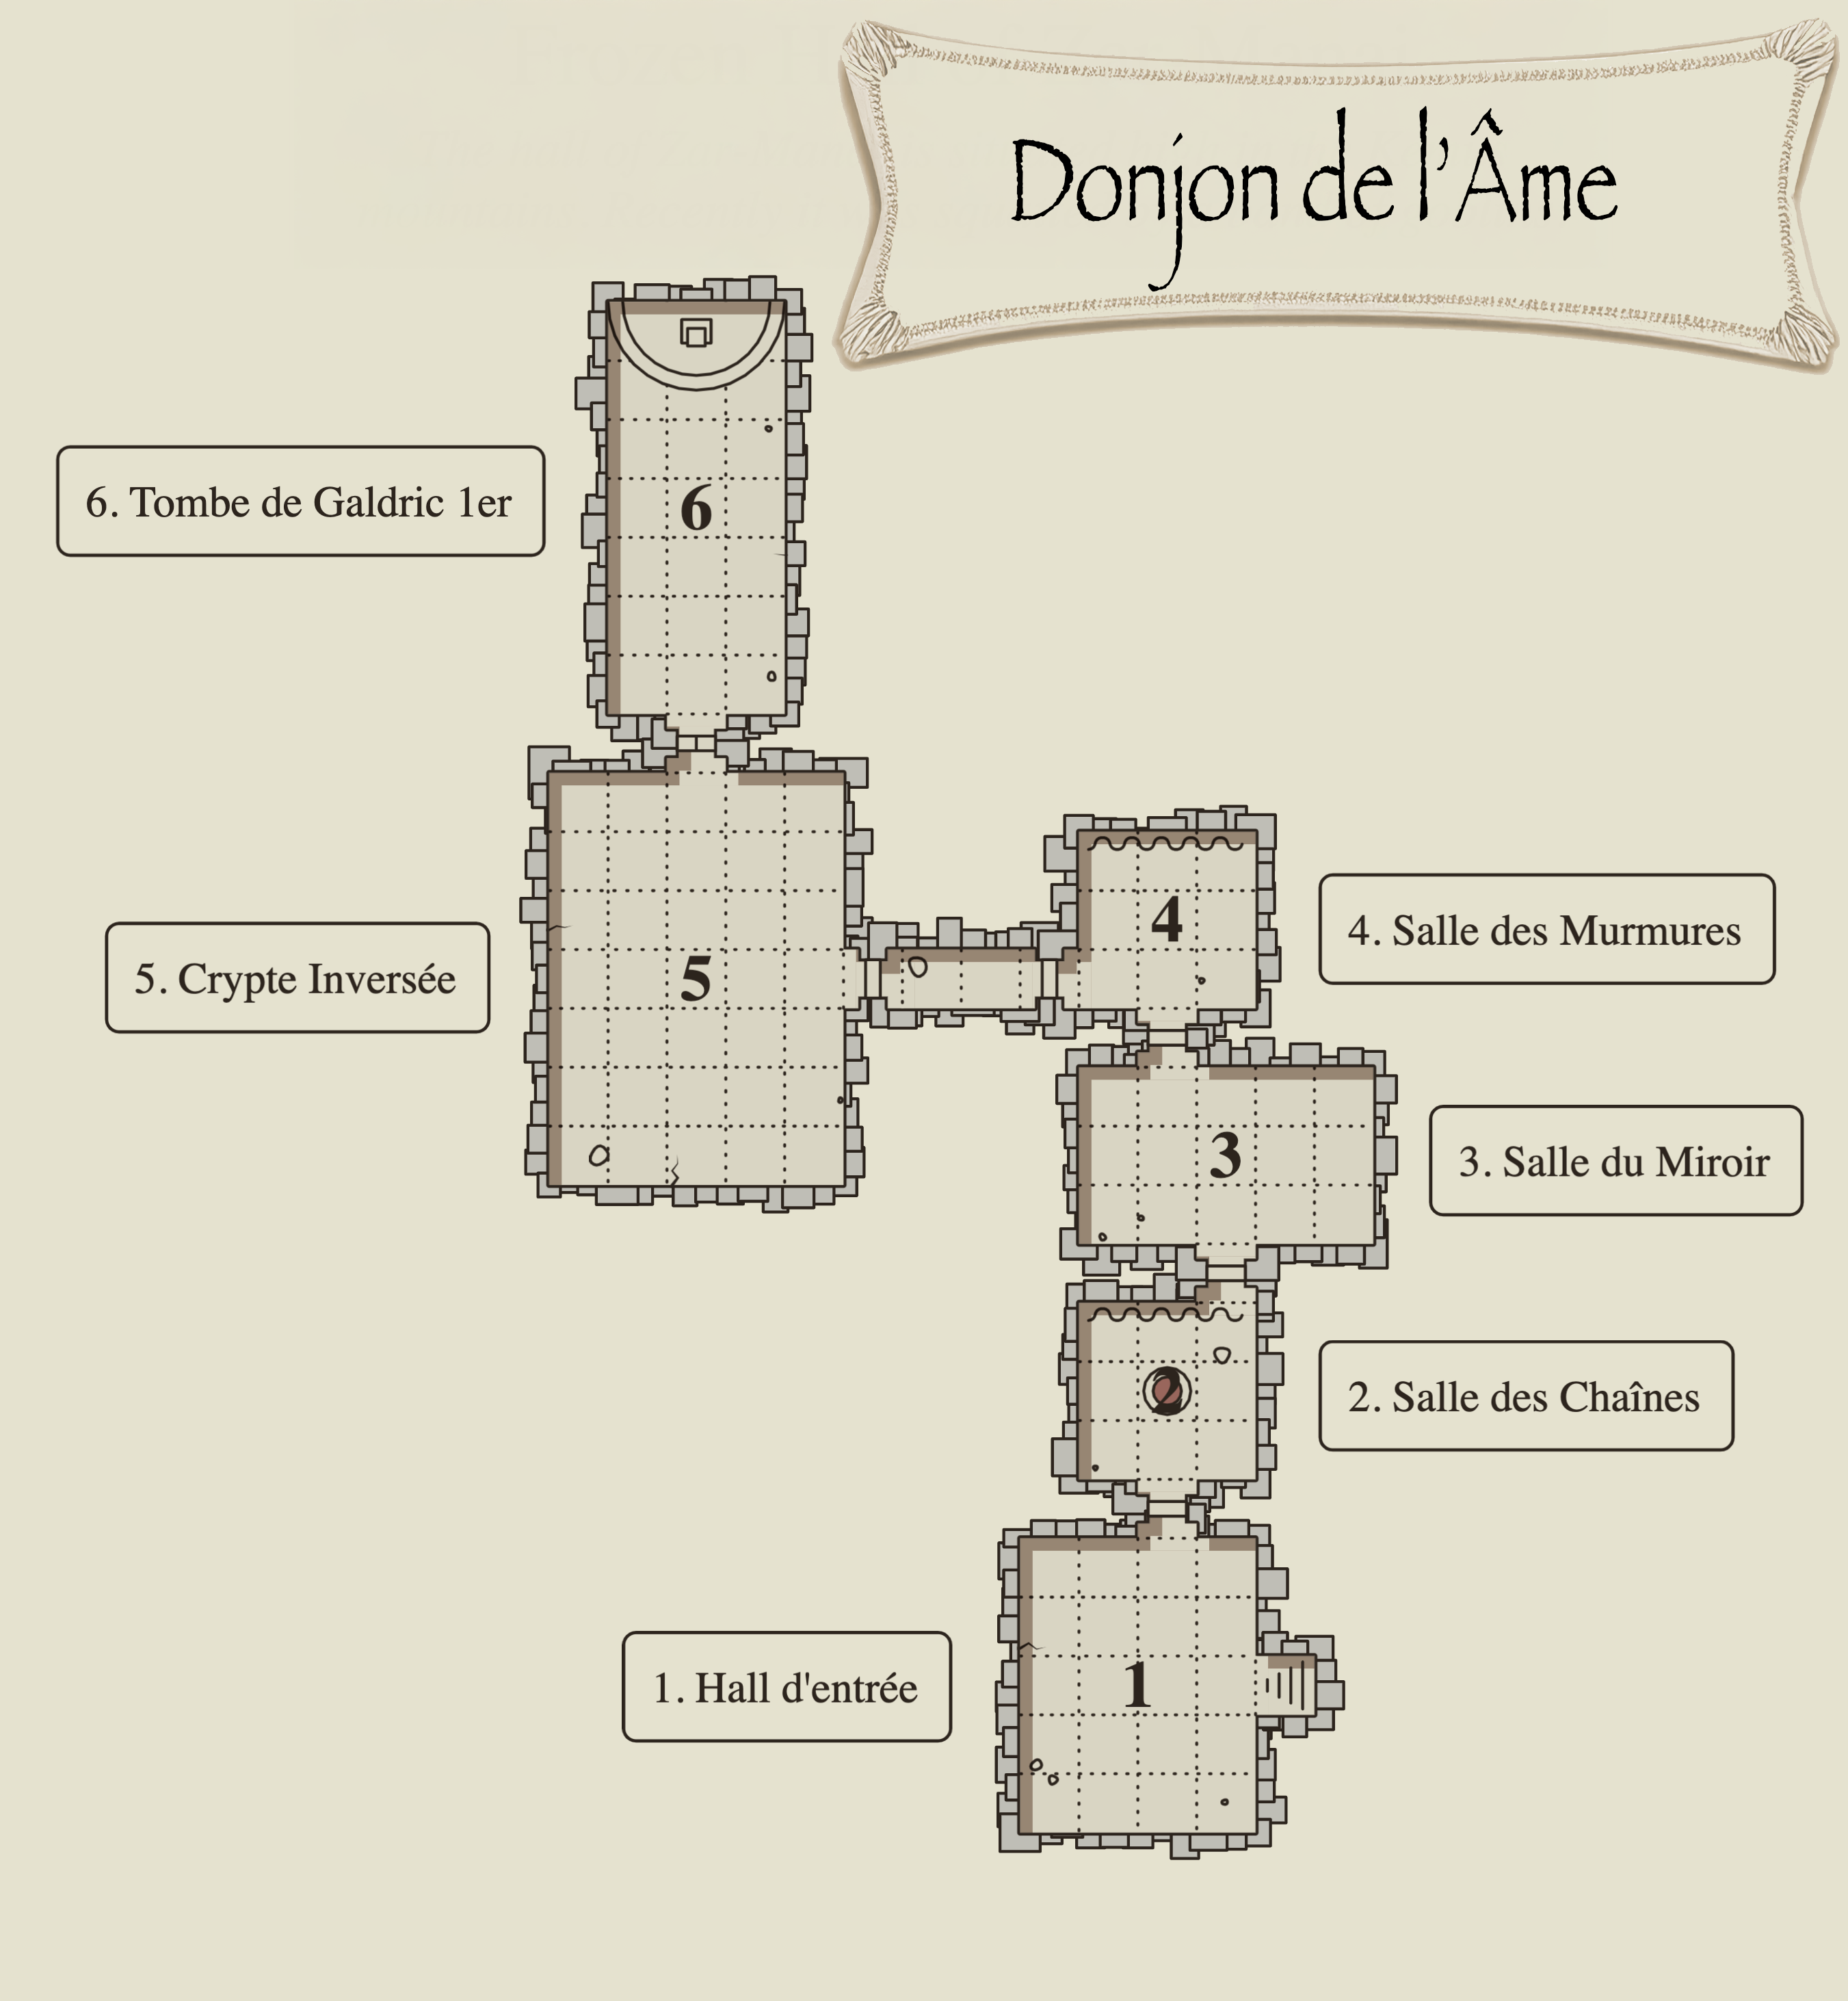 Donjon de l'Âme
6
6. Tombe de Galdric 1er
4
4. Salle des Murmures
5
5. Crypte Inversée
3
3. Salle du Miroir
2
2. Salle des Chaînes
1
1. Hall d'entrée